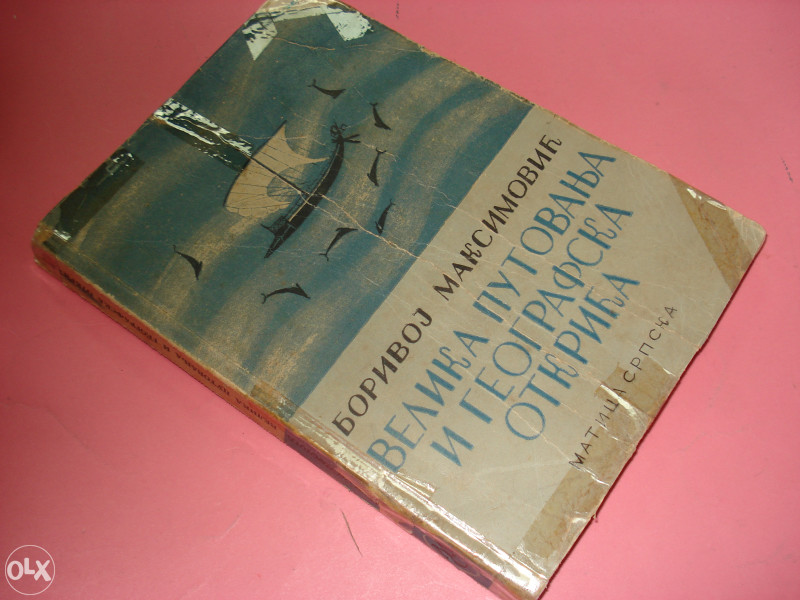 БОРИВОЈ МАКСИМОВИЋ
ВЕЛИКА ПУТОВАЊА
И ГЕОГРАФСКА
ОТКРИЋА
МАТИЦА СРПСКА
OLX